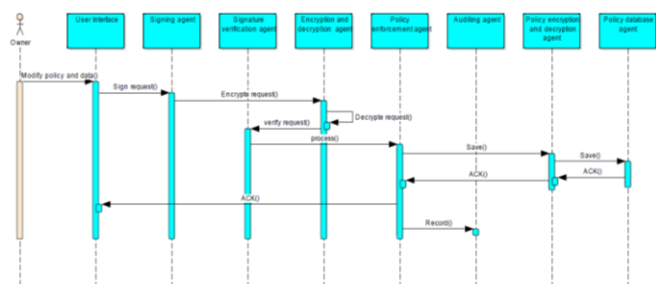 User Interface
Signing agent
Signature
verification agent
Encryption and
decryption agent
Policy
enforcement agent
Auditing agent
Policy encryption
and decryption
agent
Policy database
agent
Owner
Modify policy and data()
Sign request()
Encrypte request()
Decrypte request()
verify request()
process()
Save()
Save()
ACK()
ACK()
ACK()
Record()